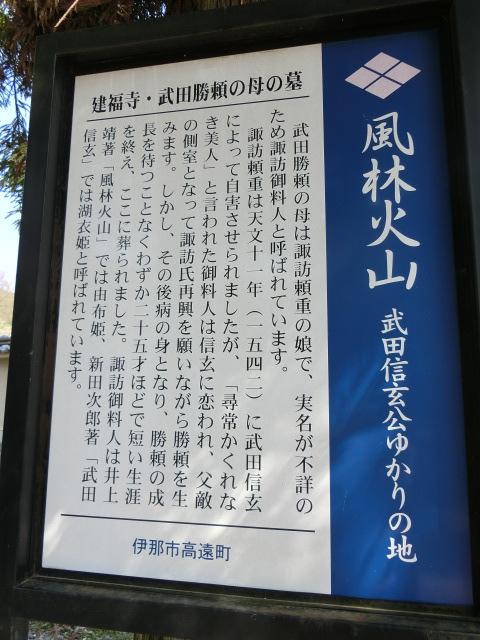 風林火山 武田信玄公ゆかりの地
建福寺・武田勝頼の母の墓
武田勝頼の母は諏訪頼重の娘で、実名が不詳の
ため諏訪御料人と呼ばれています。
諏訪頼重は天文十一年（一五四二）に武田信玄
によって自害させられましたが、「尋常かくれな
き美人」と言われた御料人は信玄に恋われ、父敵
の側室となって諏訪氏再興を願いながら勝頼を生
みます。しかし、その後病の身となり、勝頼の成
長を待つことなくわずか二十五才ほどで短い生涯
を終え、ここに葬られました。諏訪御料人は井上
靖著「風林火山」では由布姫、新田次郎著「武田
信玄」では湖衣姫と呼ばれています。
伊那市高遠町